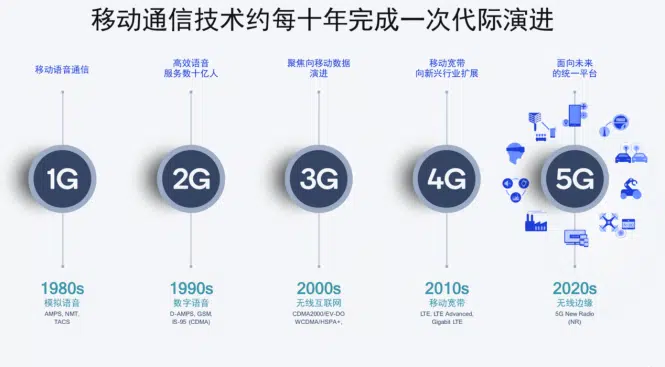 移动通信技术约每十年完成一次代际演进
移动语音通信
高效语音
服务数十亿人
聚焦向移动数据
演进
移动宽带
向新兴行业扩展
面向未来
的统一平台
1G
2G
3G
4G
5G
1980s
模拟语音
AMPS, NMT,
TACS
1990s
数字语音
D-AMPS, GSM,
IS-95 (CDMA)
2000s
无线互联网
CDMA2000/EV-DO
WCDMA/HSPA+,
2010s
移动宽带
LTE, LTE Advanced,
Gigabit LTE
2020s
无线边缘
5G New Radio
(NR)